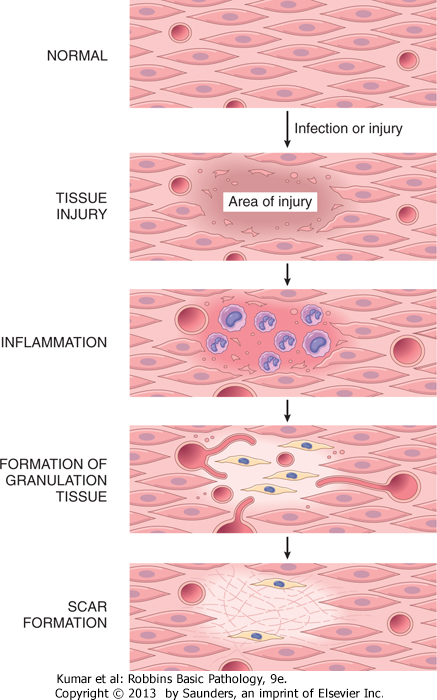 NORMAL
Infection or injury
TISSUE
INJURY
Area of injury
INFLAMMATION
FORMATION OF
GRANULATION
TISSUE
SCAR
FORMATION
Kumar et al: Robbins Basic Pathology, 9e.
Copyright © 2013 by Saunders, an imprint of Elsevier Inc.